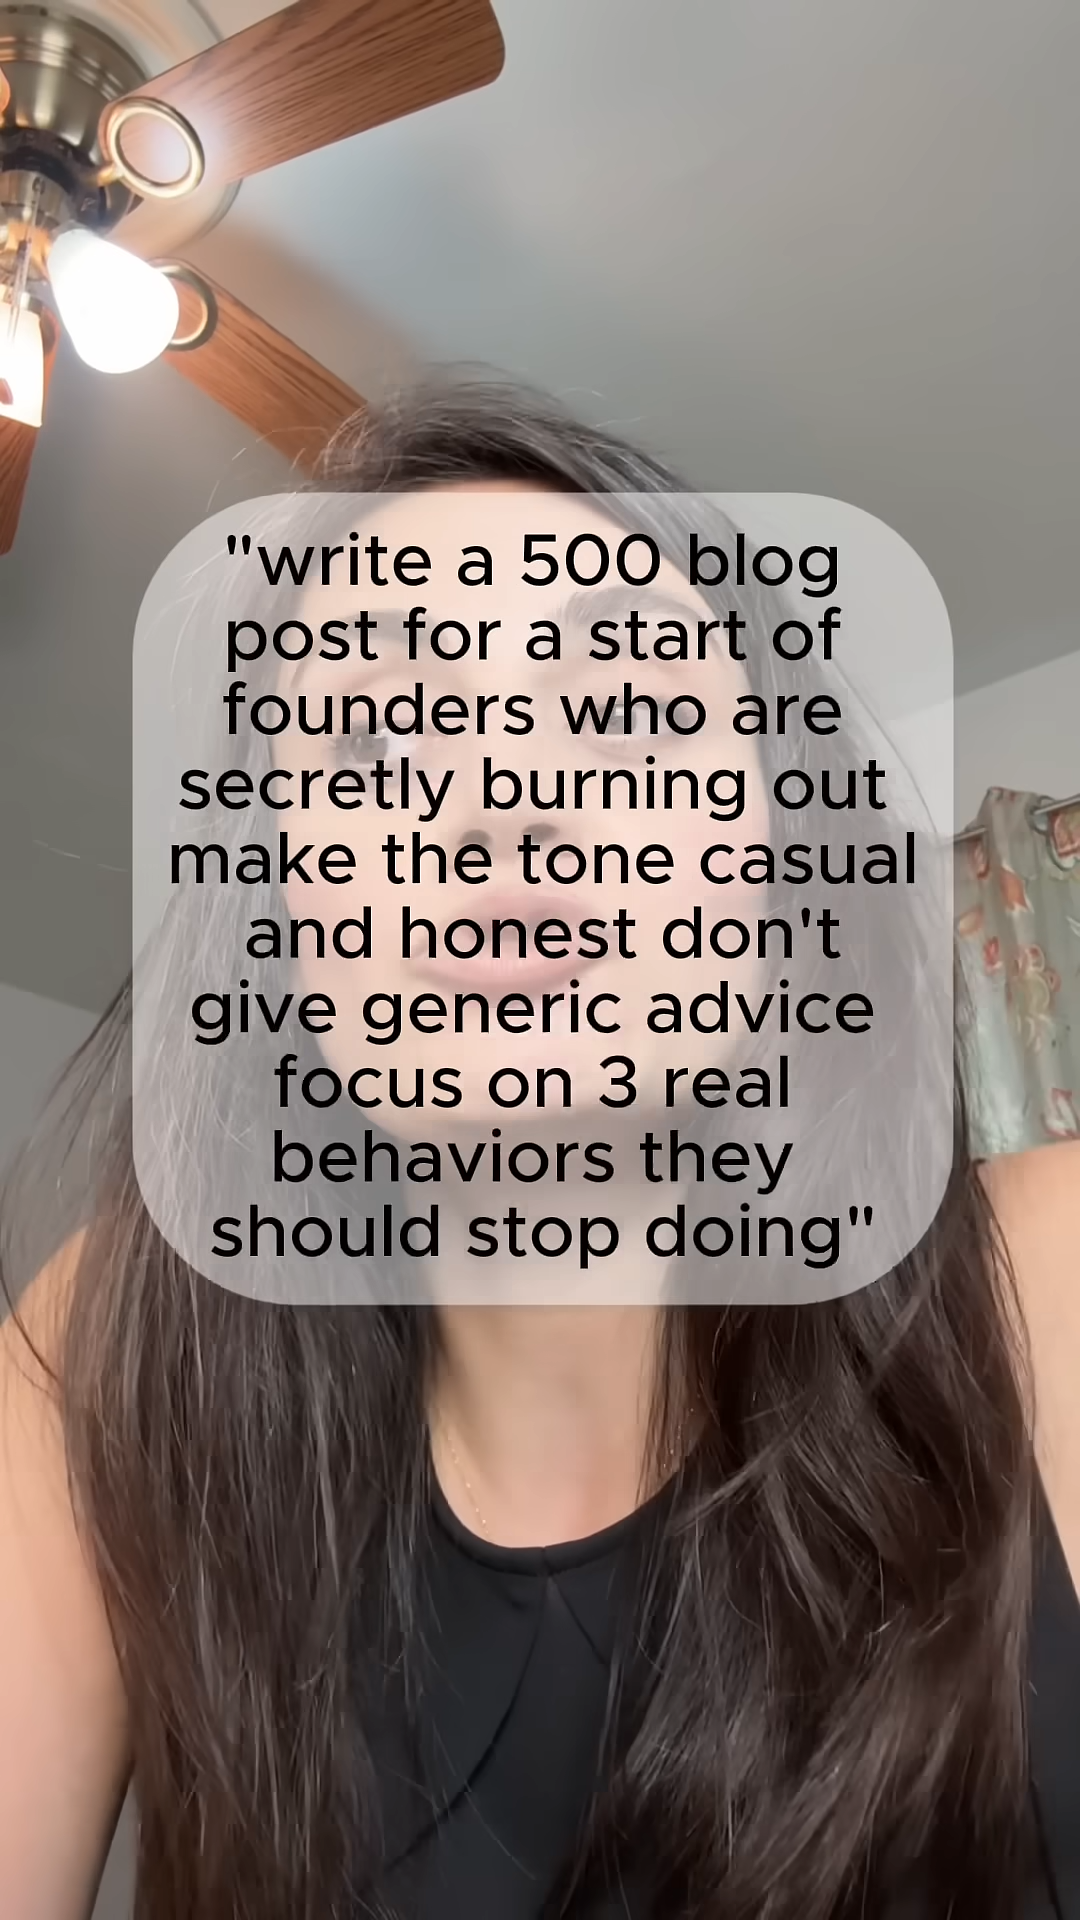 "write a 500 blog
post for a start of
founders who are
secretly burning out
make the tone casual
and honest don't
give generic advice
focus on 3 real
behaviors they
should stop doing"